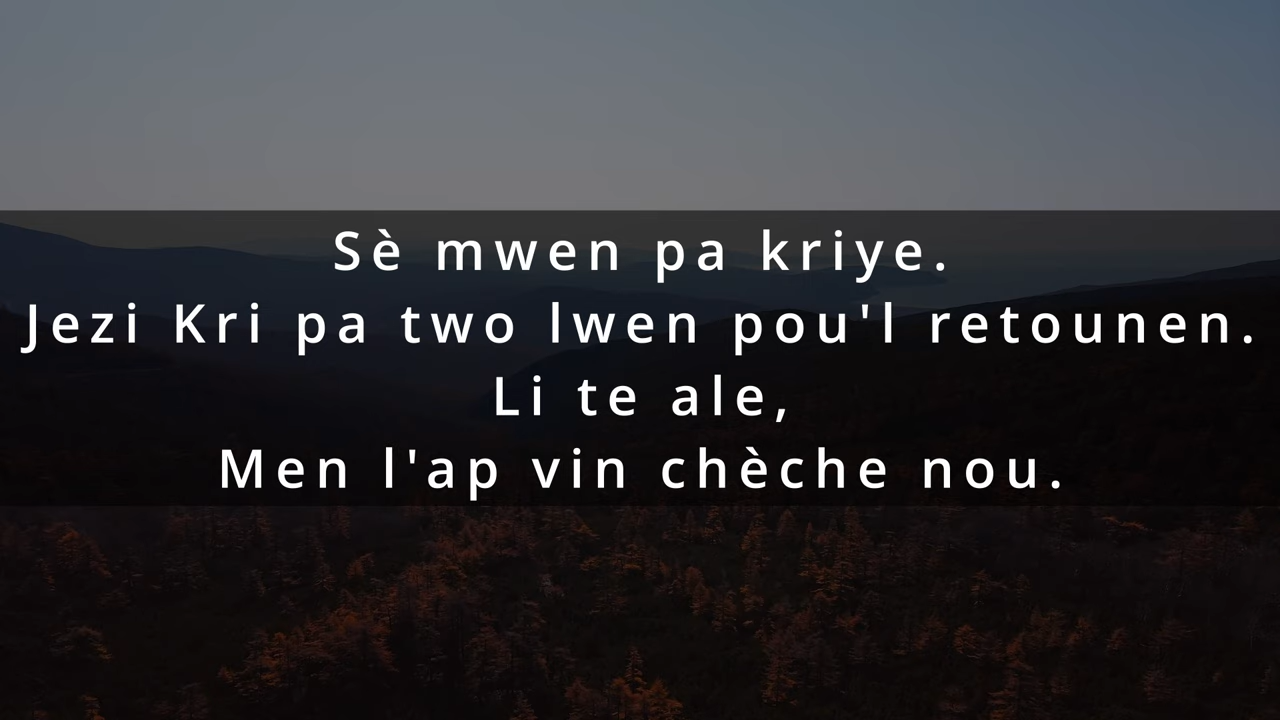 Sè mwen pa kriye.
Jezi Kri pa two lwen pou'l retounen.
Li te ale,
Men l'ap vin chèche nou.